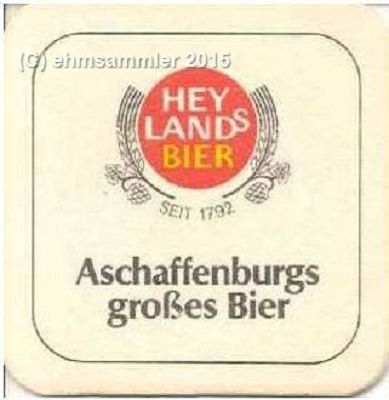 (C) ehmsammler 2015
HEY
LANDS
BIER
SEIT 1792
Aschaffenburgs
großes Bier